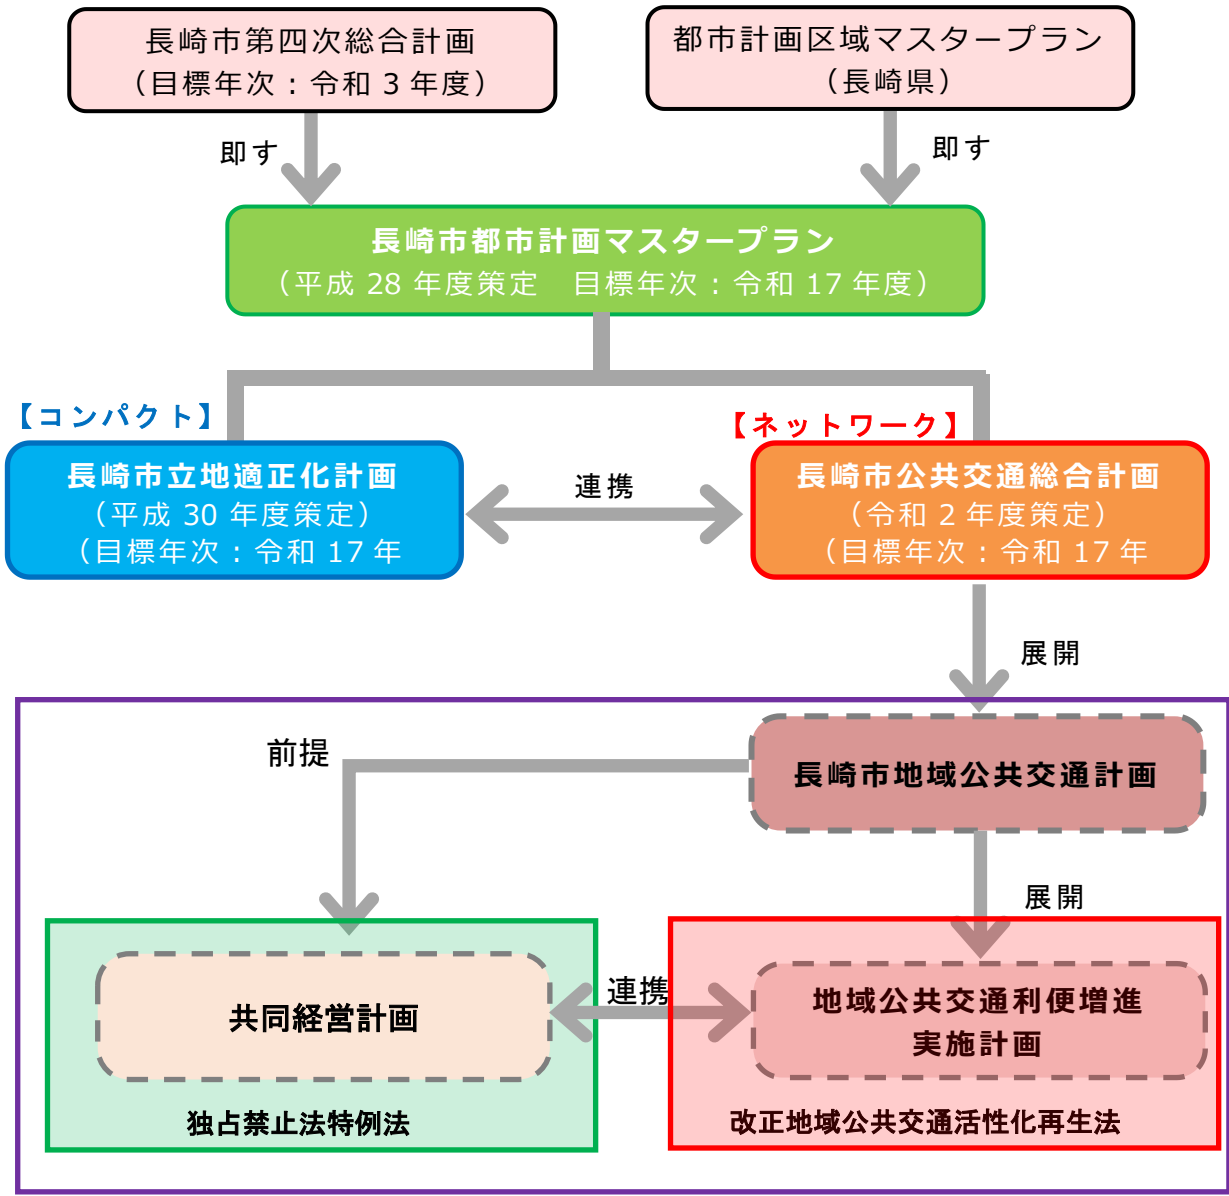 長崎市第四次総合計画
（目標年次：令和 3 年度）
都市計画区域マスタープラン
（長崎県）
即す
即す
長崎市都市計画マスタープラン
（平成 28 年度策定　目標年次：令和 17 年度）
【コンパクト】
【ネットワーク】
長崎市立地適正化計画
（平成 30 年度策定）
（目標年次：令和 17 年
連携
長崎市公共交通総合計画
（令和 2 年度策定）
（目標年次：令和 17 年
展開
前提
長崎市地域公共交通計画
展開
共同経営計画
連携
地域公共交通利便増進
実施計画
独占禁止法特例法
改正地域公共交通活性化再生法